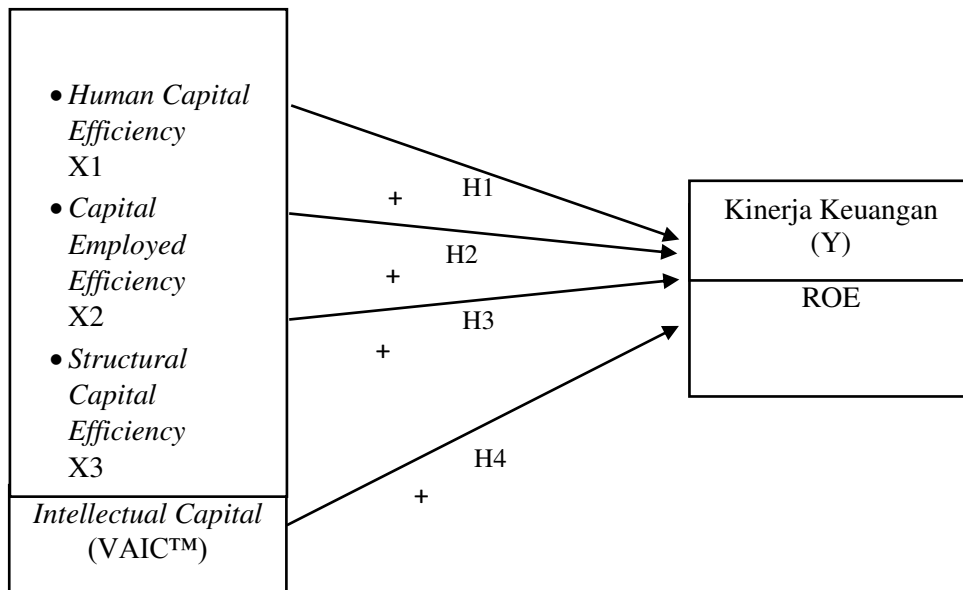 • Human Capital
Efficiency
X1
• Capital
Employed
Efficiency
X2
• Structural
Capital
Efficiency
X3
Intellectual Capital
(VAIC™)
H1
+
H2
+
H3
+
H4
+
Kinerja Keuangan
(Y)
ROE